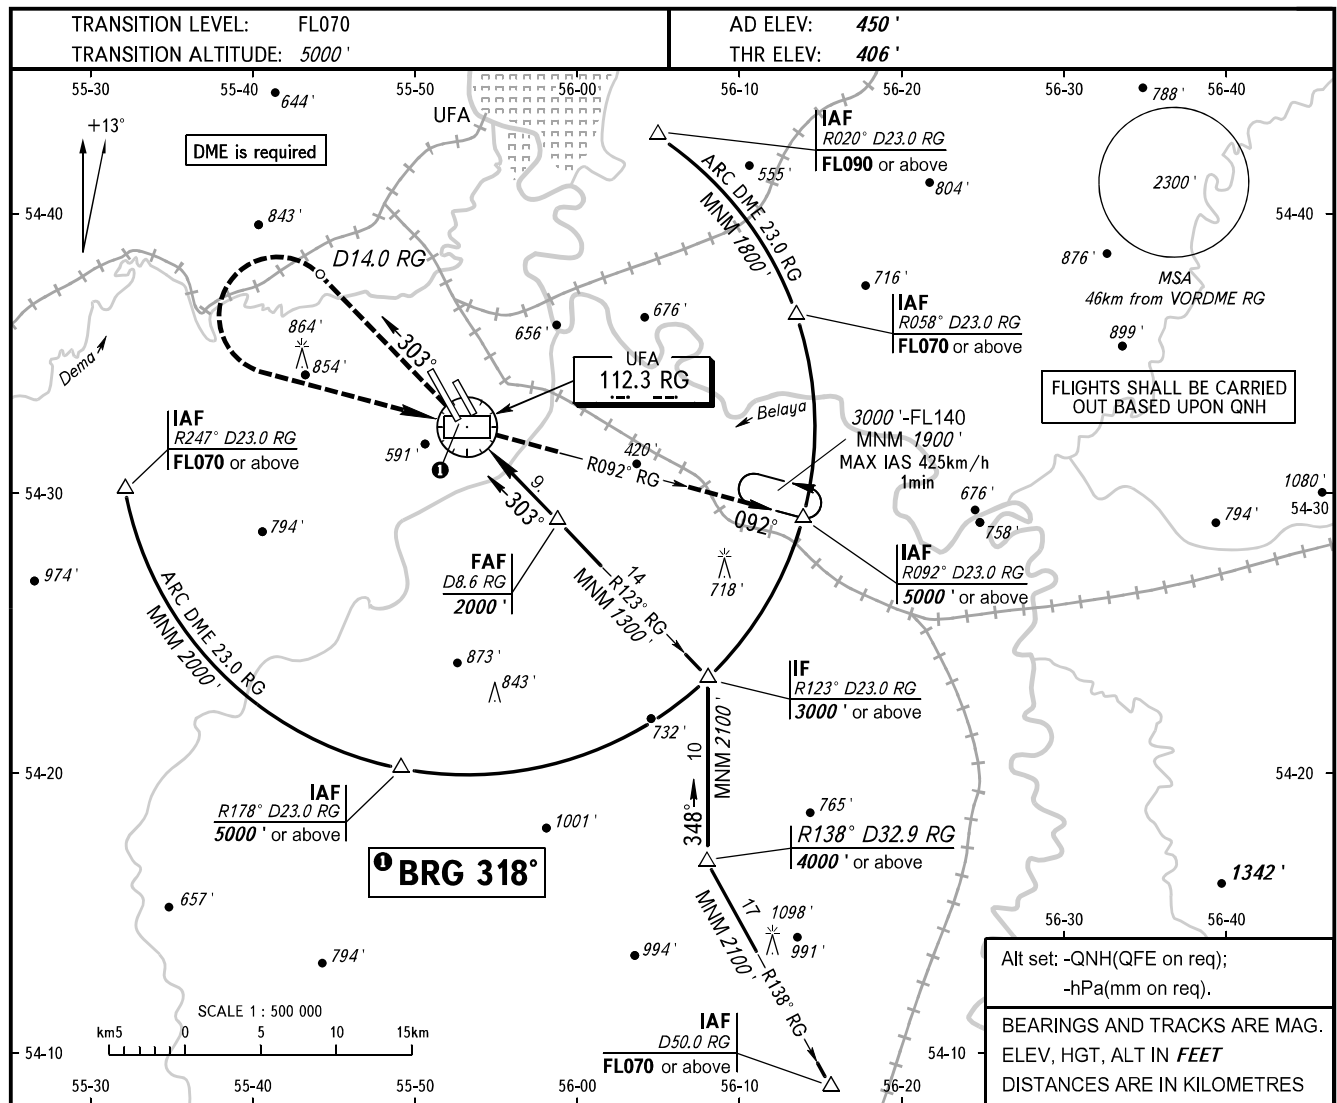 TRANSITION LEVEL: FL070
TRANSITION ALTITUDE: 5000 '
AD ELEV: 450 '
THR ELEV: 406 '
55-30 55-40 55-50 56-00 56-10 56-20 56-30 56-40
644 '
788 '
+13°
DME is required
UFA
IAF
R020° D23.0 RG
FL090 or above
555 '
804 '
2300 '
ARC DME 23.0 RG
MNM 1800 '
54-40
54-40
843 '
D14.0 RG
876 '
MSA
46km from VORDME RG
716 '
IAF
R058° D23.0 RG
FL070 or above
676 '
656 '
899 '
864 '
854 '
303°
Dema
UFA
112.3 RG
FLIGHTS SHALL BE CARRIED
OUT BASED UPON QNH
Belaya
3000 '-FL140
MNM 1900 '
MAX IAS 425km/h
1min
IAF
R247° D23.0 RG
FL070 or above
591 '
1
420 '
R092° RG
092°
676 '
758 '
1080 '
54-30
54-30
794 '
794 '
9.
303°
974 '
FAF
D8.6 RG
2000 '
14
R123° RG
MNM 1300 '
718 '
IAF
R092° D23.0 RG
5000 ' or above
ARC DME 23.0 RG
MNM 2000 '
873 '
843 '
IF
R123° D23.0 RG
3000 ' or above
732 '
10
MNM 2100 '
348°
54-20
54-20
IAF
R178° D23.0 RG
5000 ' or above
1001 '
765 '
R138° D32.9 RG
4000 ' or above
1 BRG 318°
1342 '
657 '
17
MNM 2100 '
R138° RG
1098 '
991 '
994 '
794 '
56-30 56-40
SCALE 1 : 500 000
km5 0 5 10 15km
IAF
D50.0 RG
FL070 or above
54-10
54-10
55-30 55-40 55-50 56-00 56-10 56-20
Alt set: -QNH(QFE on req);
-hPa(mm on req).
BEARINGS AND TRACKS ARE MAG.
ELEV, HGT, ALT IN FEET
DISTANCES ARE IN KILOMETRES